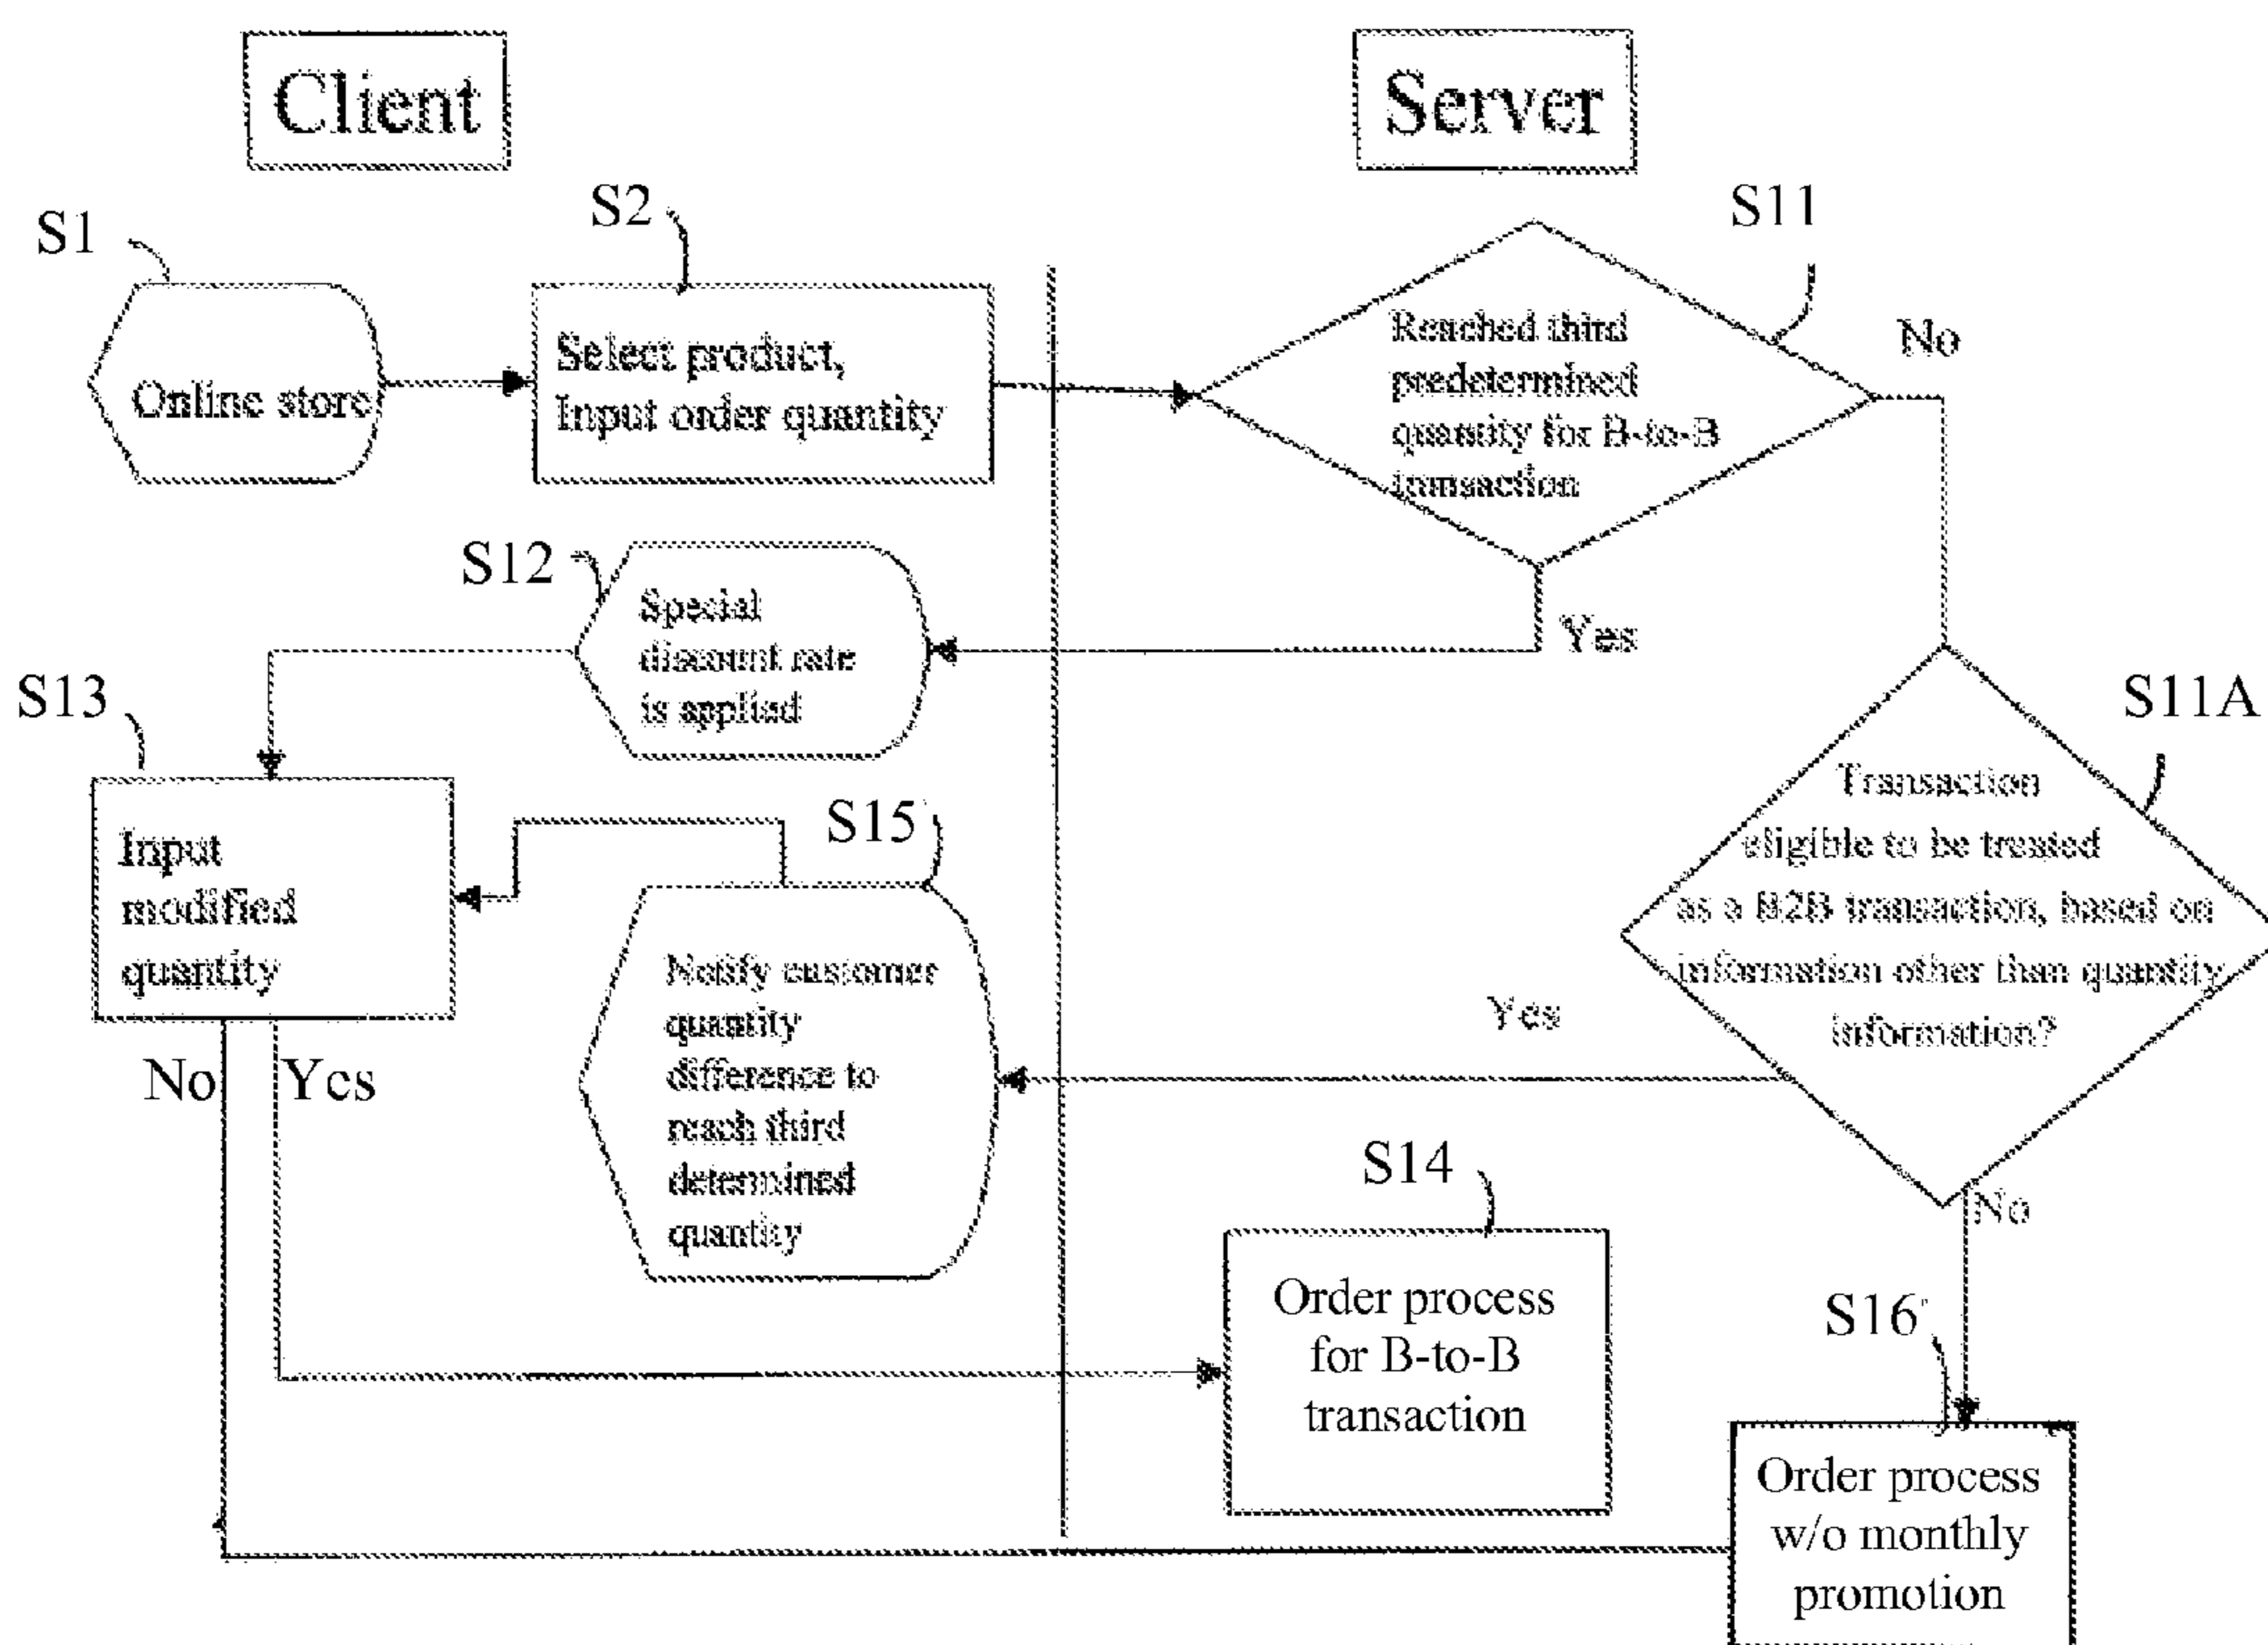 Client
Server
S1
S2
S11
Online store
Select product,
Input order quantity
Reached third
predetermined
quantity for B-to-B
transaction
No
Yes
S12
Special
discount rate
is applied
S13
Input
modified
quantity
No
Yes
S15
Notify customer
quantity
difference to
reach third
determined
quantity
S11A
Transaction
eligible to be treated
as a B2B transaction, based on
information other than quantity
information?
Yes
No
S14
Order process
for B-to-B
transaction
S16
Order process
w/o monthly
promotion